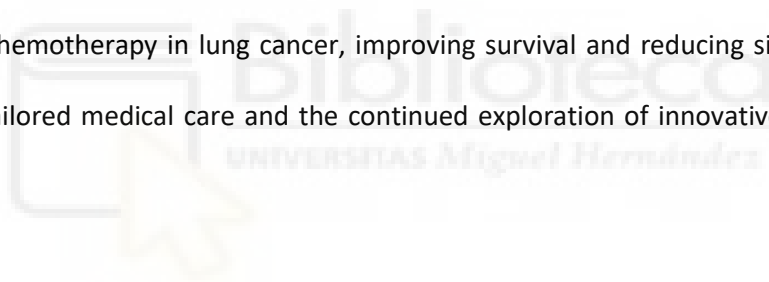 hemotherapy in lung cancer, improving survival and reducing si
Biblioteca
ilored medical care and the continued exploration of innovativ
UNIVERSITAS Miguel Hernández